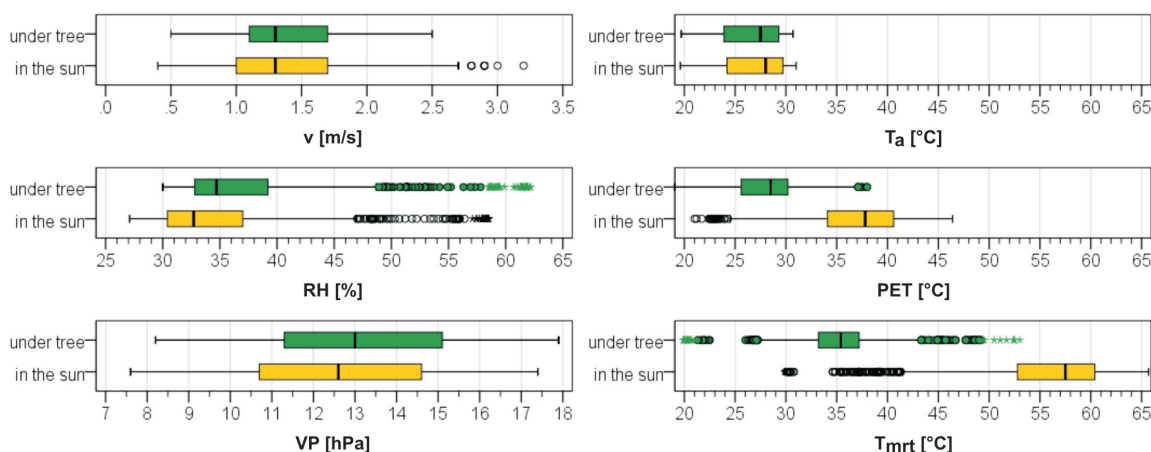 under tree
in the sun
.0 .5 1.0 1.5 2.0 2.5 3.0 3.5
v [m/s]
under tree
in the sun
20 25 30 35 40 45 50 55 60 65
Ta [°C]
under tree
in the sun
25 30 35 40 45 50 55 60 65
RH [%]
under tree
in the sun
20 25 30 35 40 45 50 55 60 65
PET [°C]
under tree
in the sun
7 8 9 10 11 12 13 14 15 16 17 18
VP [hPa]
under tree
in the sun
20 25 30 35 40 45 50 55 60 65
Tmrt [°C]